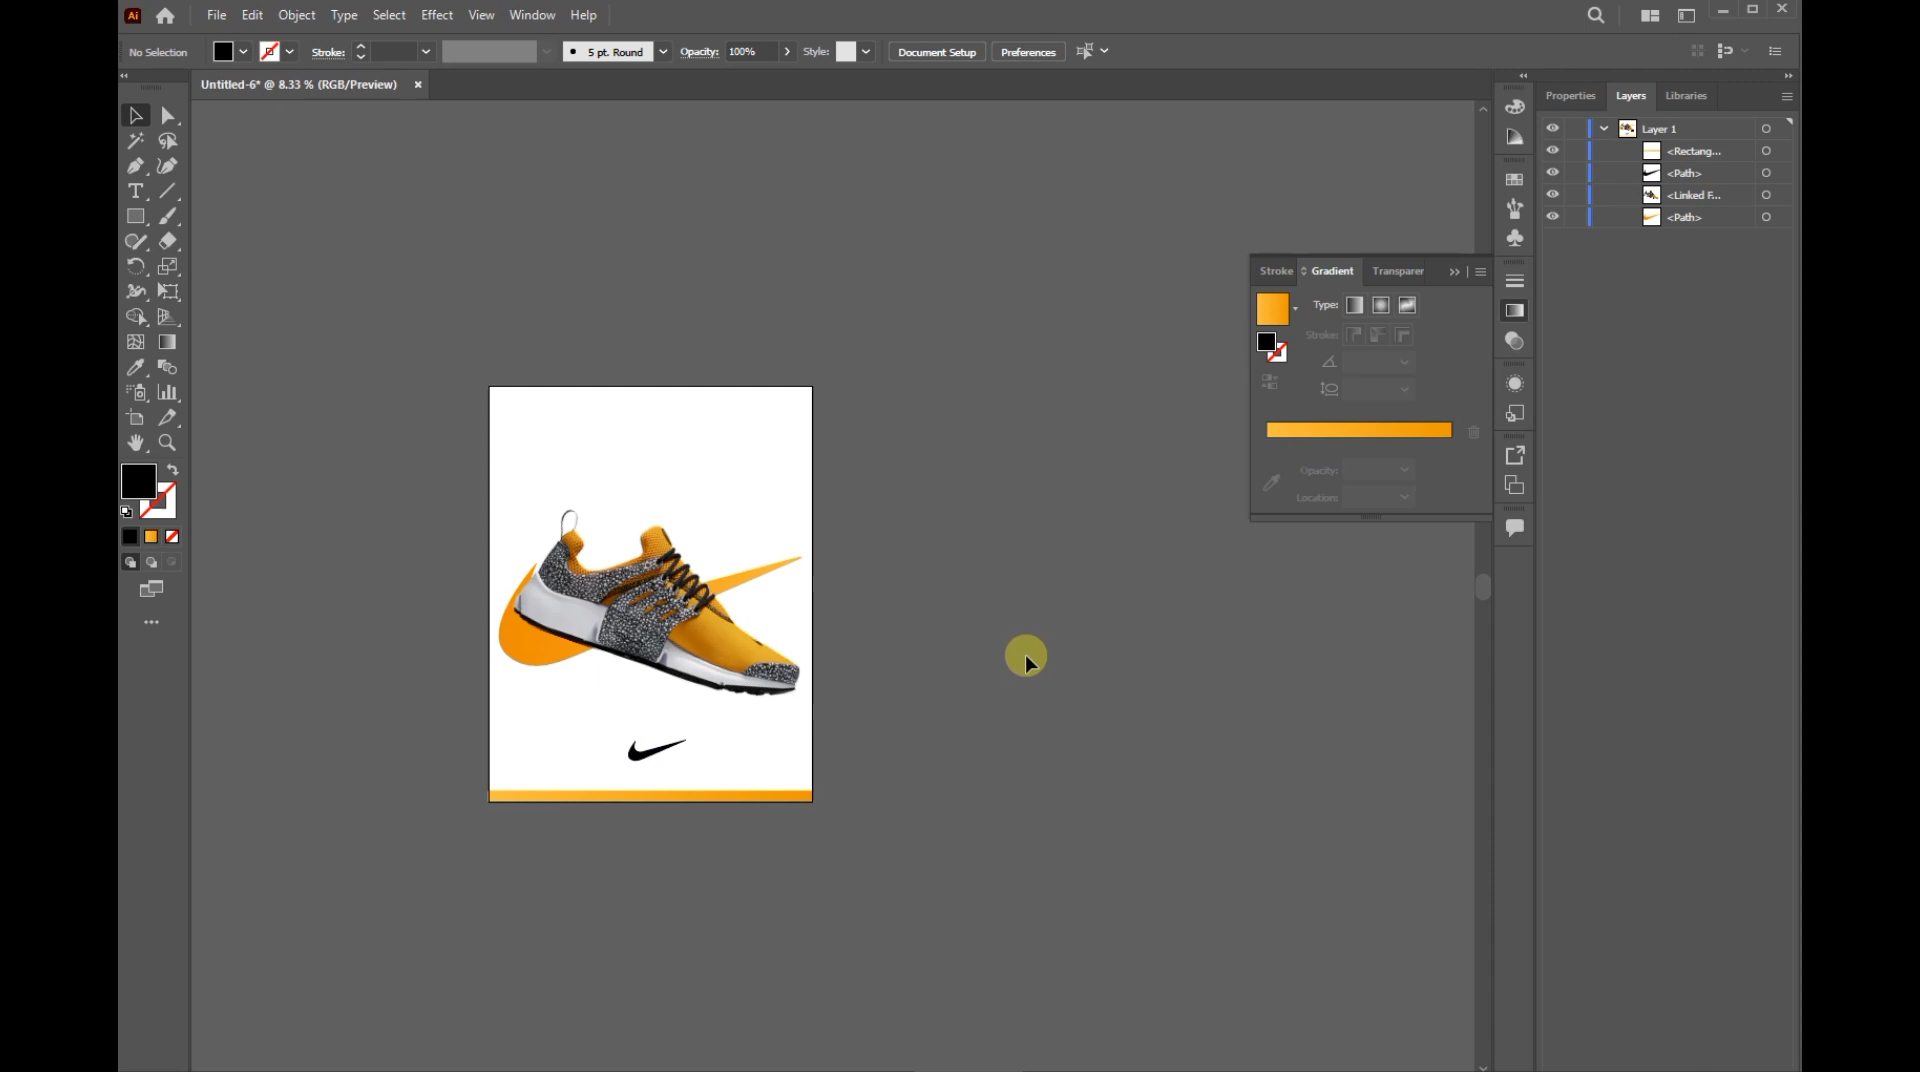 Ai File Edit Object Type Select Effect View Window Help
No Selection Stroke: 5 pt. Round Opacity: 100% Style: Document Setup Preferences
Untitled-6* @ 8.33 % (RGB/Preview)
Properties Layers Libraries
Layer 1
<Rectang...
<Path>
<Linked F...
<Path>
Stroke Gradient Transparer
Type:
Stroke:
Opacity:
Location: